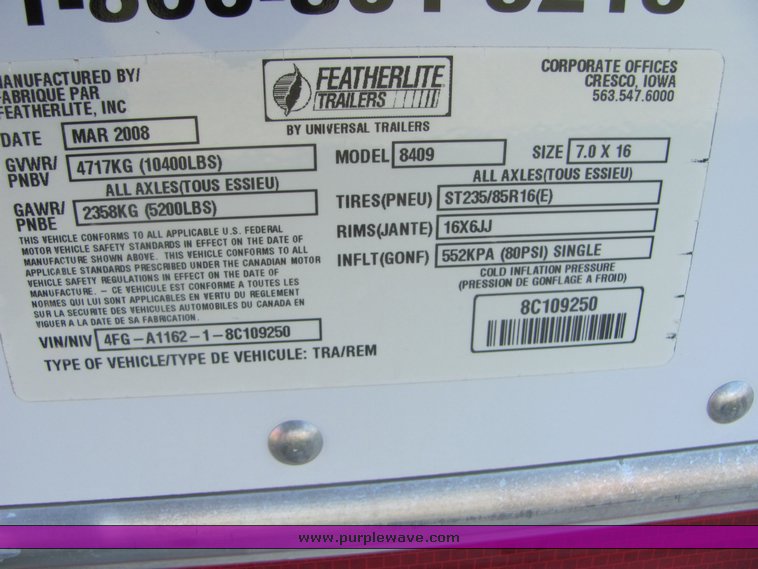 MANUFACTURED BY/
FABRIQUE PAR
FEATHERLITE, INC
FEATHERLITE
TRAILERS
BY UNIVERSAL TRAILERS
CORPORATE OFFICES
CRESCO, IOWA
563.547.6000
DATE MAR 2008
GVWR/
PNBV 4717KG (10400LBS)
MODEL 8409 SIZE 7.0 X 16
ALL AXLES(TOUS ESSIEU)
GAWR/
PNBE 2358KG (5200LBS)
ALL AXLES(TOUS ESSIEU)
TIRES(PNEU) ST235/85R16(E)
RIMS(JANTE) 16X6JJ
INFLT(GONF) 552KPA (80PSI) SINGLE
COLD INFLATION PRESSURE
(PRESSION DE GONFLAGE A FROID)
THIS VEHICLE CONFORMS TO ALL APPLICABLE U.S. FEDERAL
MOTOR VEHICLE SAFETY STANDARDS IN EFFECT ON THE DATE OF
MANUFACTURE SHOWN ABOVE. THIS VEHICLE CONFORMS TO ALL
APPLICABLE STANDARDS PRESCRIBED UNDER THE CANADIAN MOTOR
VEHICLE SAFETY REGULATIONS IN EFFECT ON THE DATE OF
MANUFACTURE. - CE VEHICULE EST CONFORME A TOUTES LES
NORMES QUI LUI SONT APPLICABLES EN VERTU DU REGLEMENT
SUR LA SECURITE DES VEHICULES AUTOMOBILES DU CANADA EN
VIGUER A LA DATE DE SA FABRICATION.
8C109250
VIN/NIV 4FG-A1162-1-8C109250
TYPE OF VEHICLE/TYPE DE VEHICULE: TRA/REM
www.purplewave.com